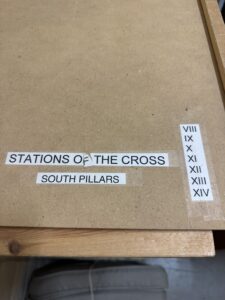 STATIONS OF THE CROSS
SOUTH PILLARS
VIII
IX
X
XI
XII
XIII
XIV